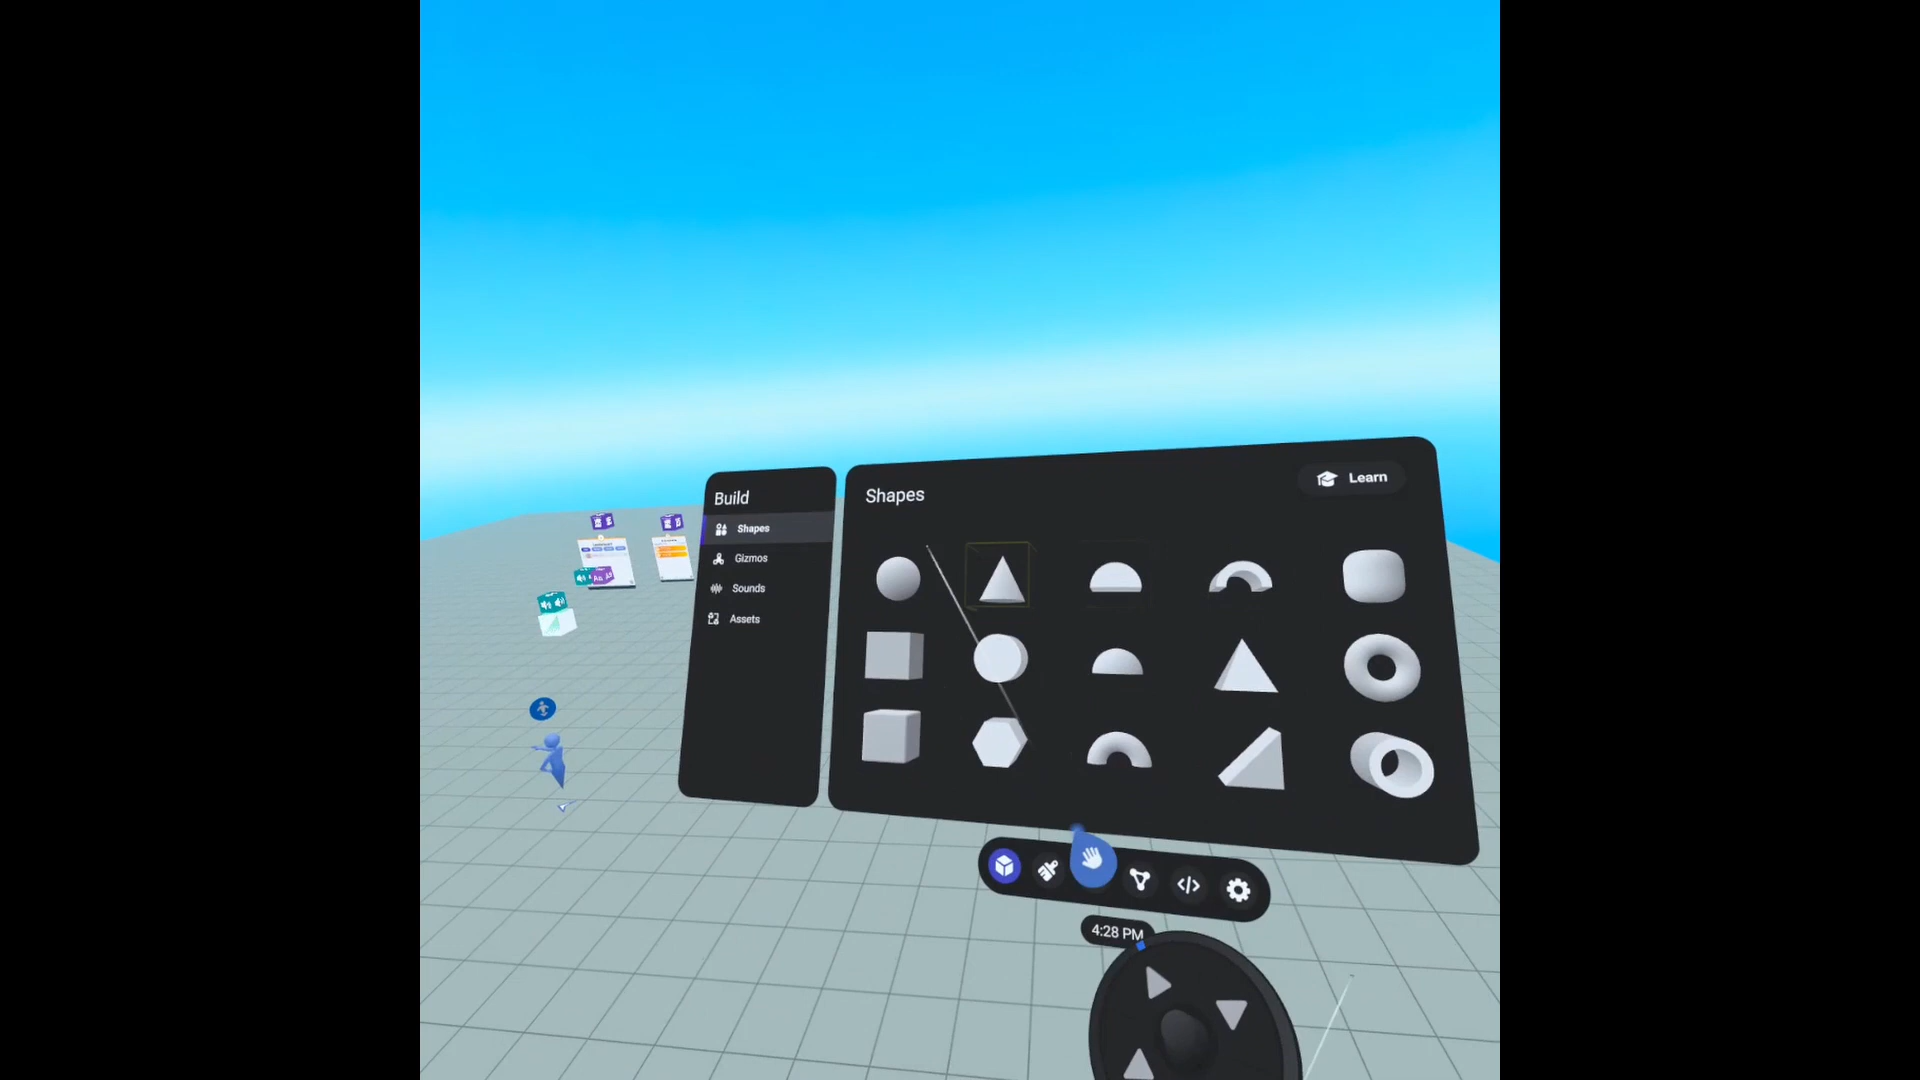 Build
Shapes
Gizmos
Sounds
Assets
Shapes
Learn
4:28 PM